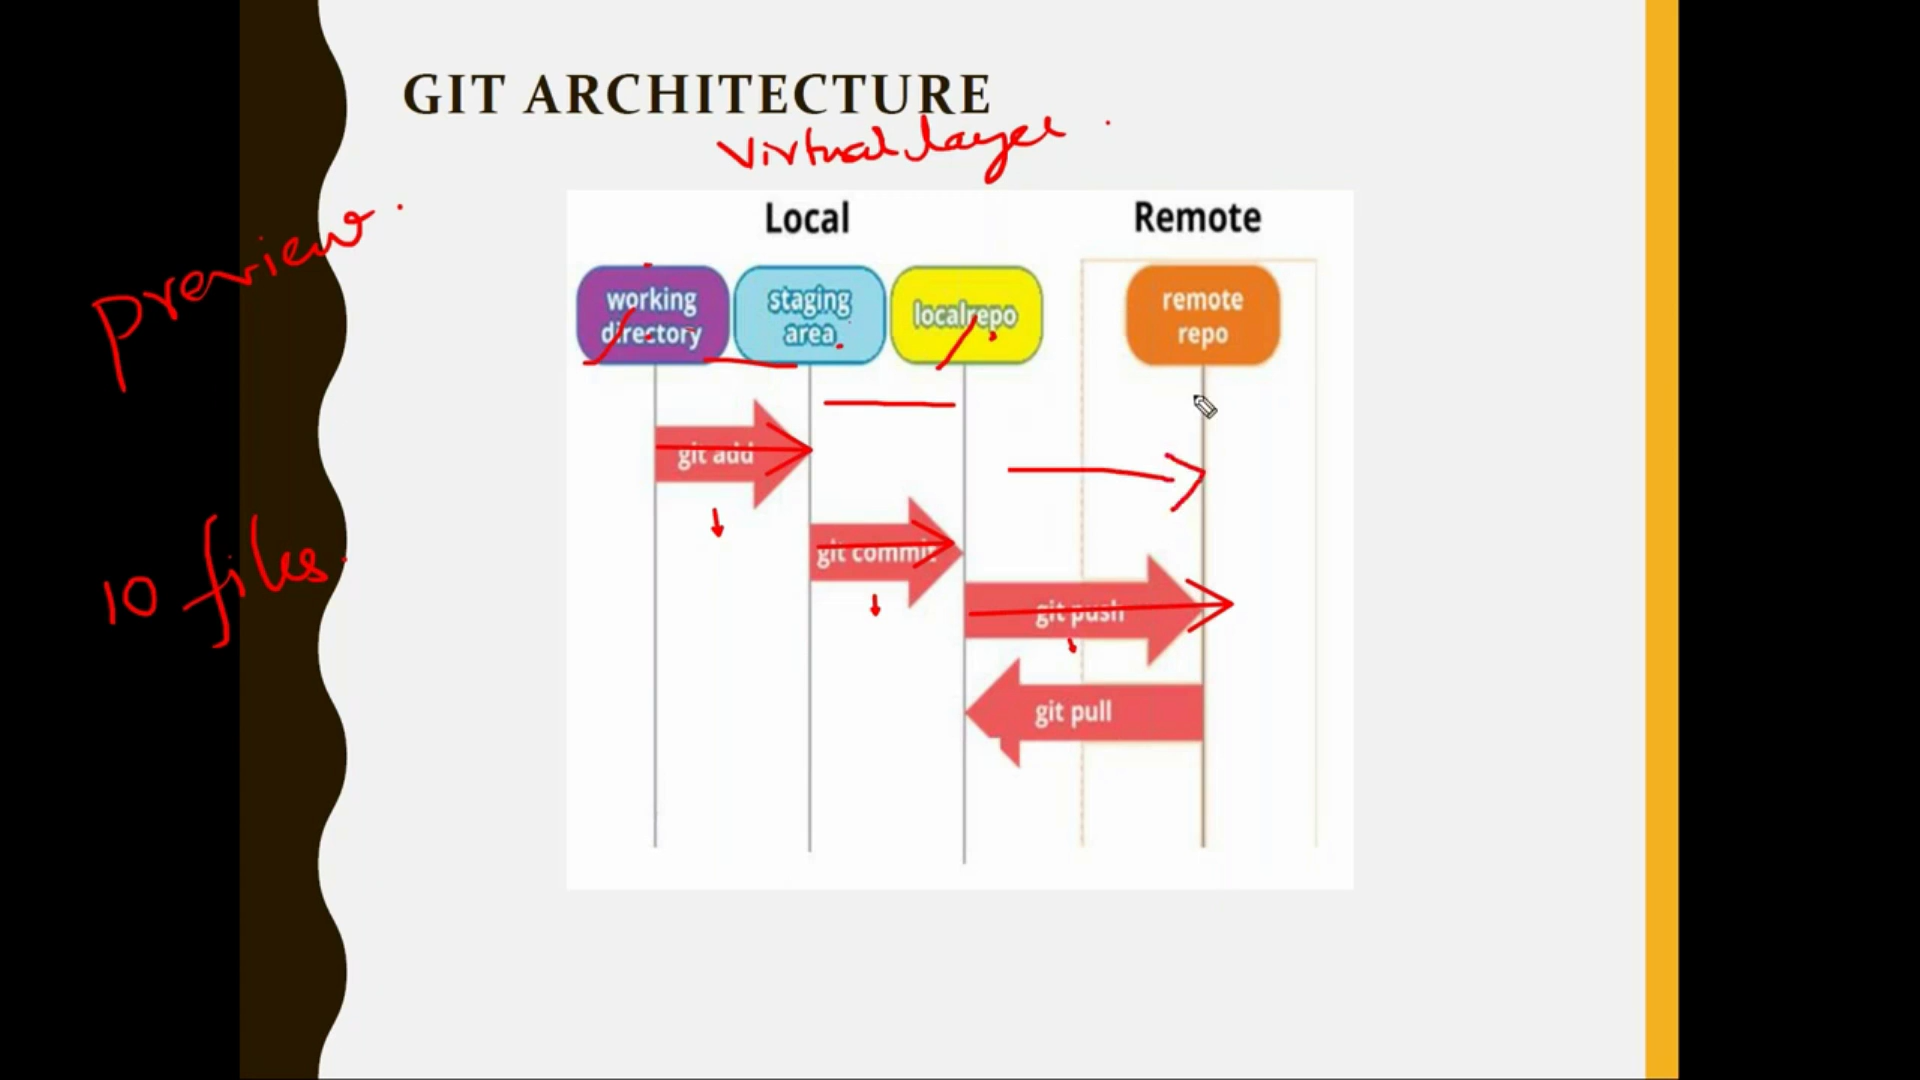 GIT ARCHITECTURE
Virtual layer.
preview.
Local
Remote
working
directory
staging
area
localrepo
remote
repo
git add
git commit
10 files.
git push
git pull